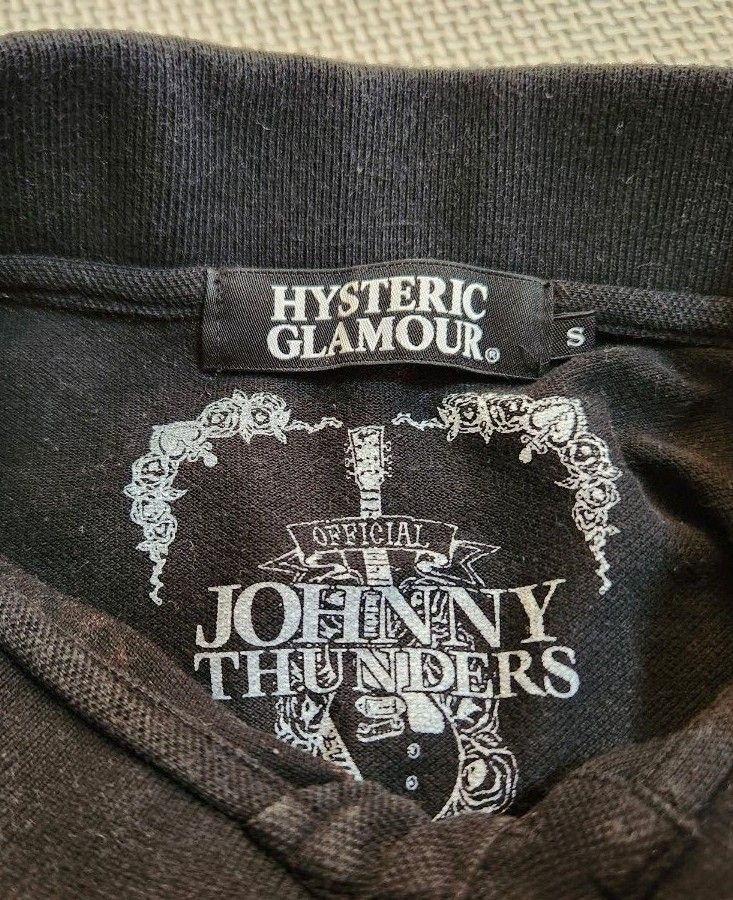 HYSTERIC
GLAMOUR®
S
OFFICIAL
JOHNNY
THUNDERS